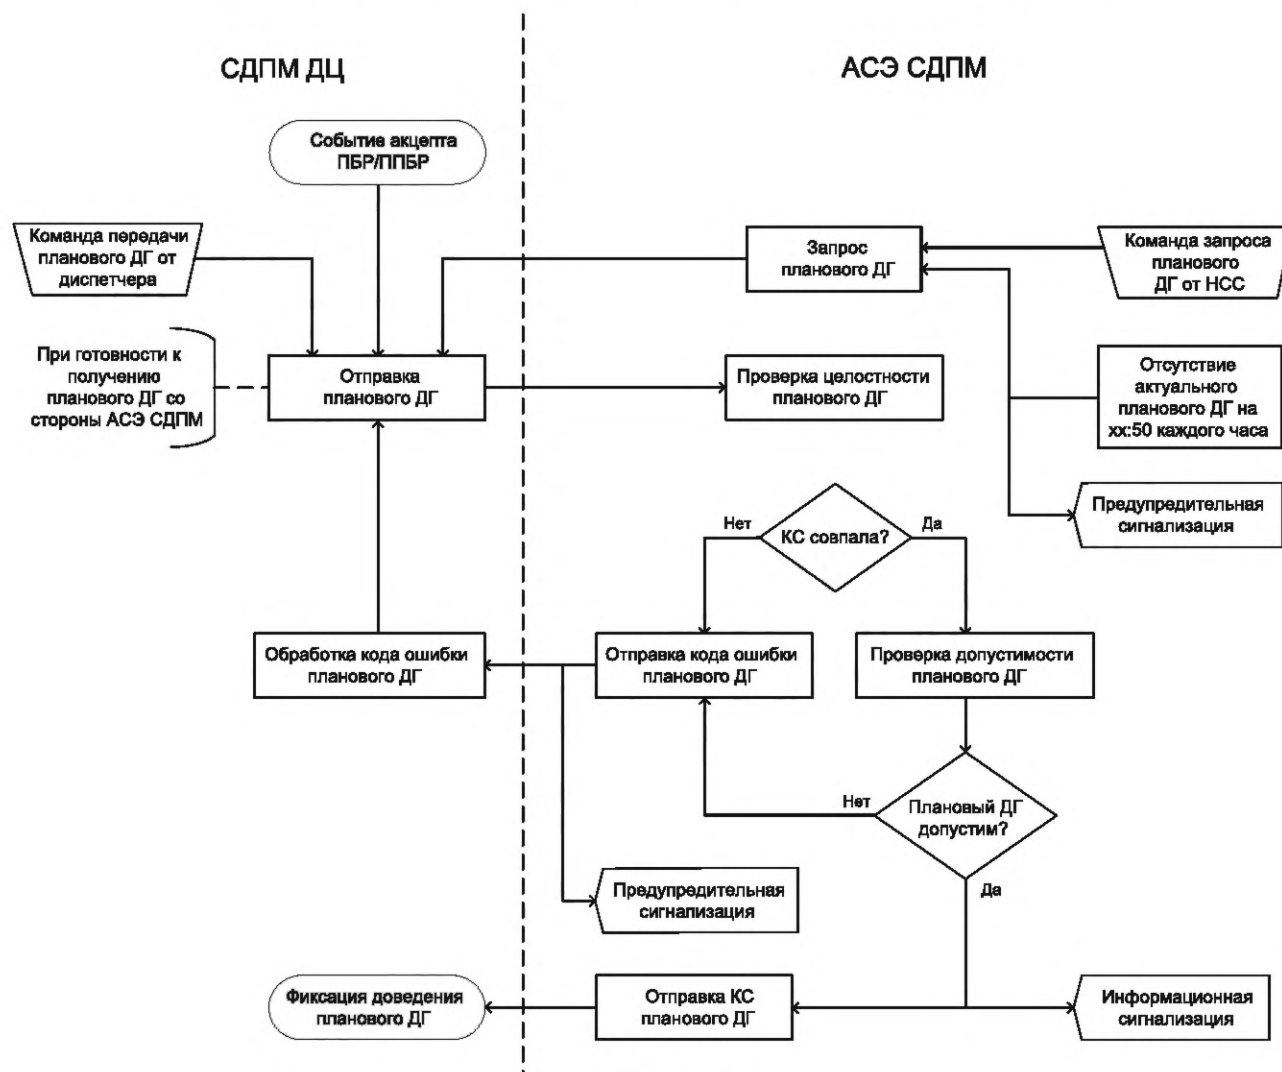 СДПМ ДЦ
АСЭ СДПМ
Событие акцепта
ПБР/ППБР
Команда передачи
планового ДГ от
диспетчера
Запрос
планового ДГ
Команда запроса
планового
ДГ от НСС
При готовности к
получению
планового ДГ со
стороны АСЭ СДПМ
Отправка
планового ДГ
Проверка целостности
планового ДГ
Отсутствие
актуального
планового ДГ на
хх:50 каждого часа
Предупредительная
сигнализация
Нет
КС совпала?
Да
Обработка кода ошибки
планового ДГ
Отправка кода ошибки
планового ДГ
Проверка допустимости
планового ДГ
Нет
Плановый ДГ
допустим?
Да
Предупредительная
сигнализация
Фиксация доведения
планового ДГ
Отправка КС
планового ДГ
Информационная
сигнализация